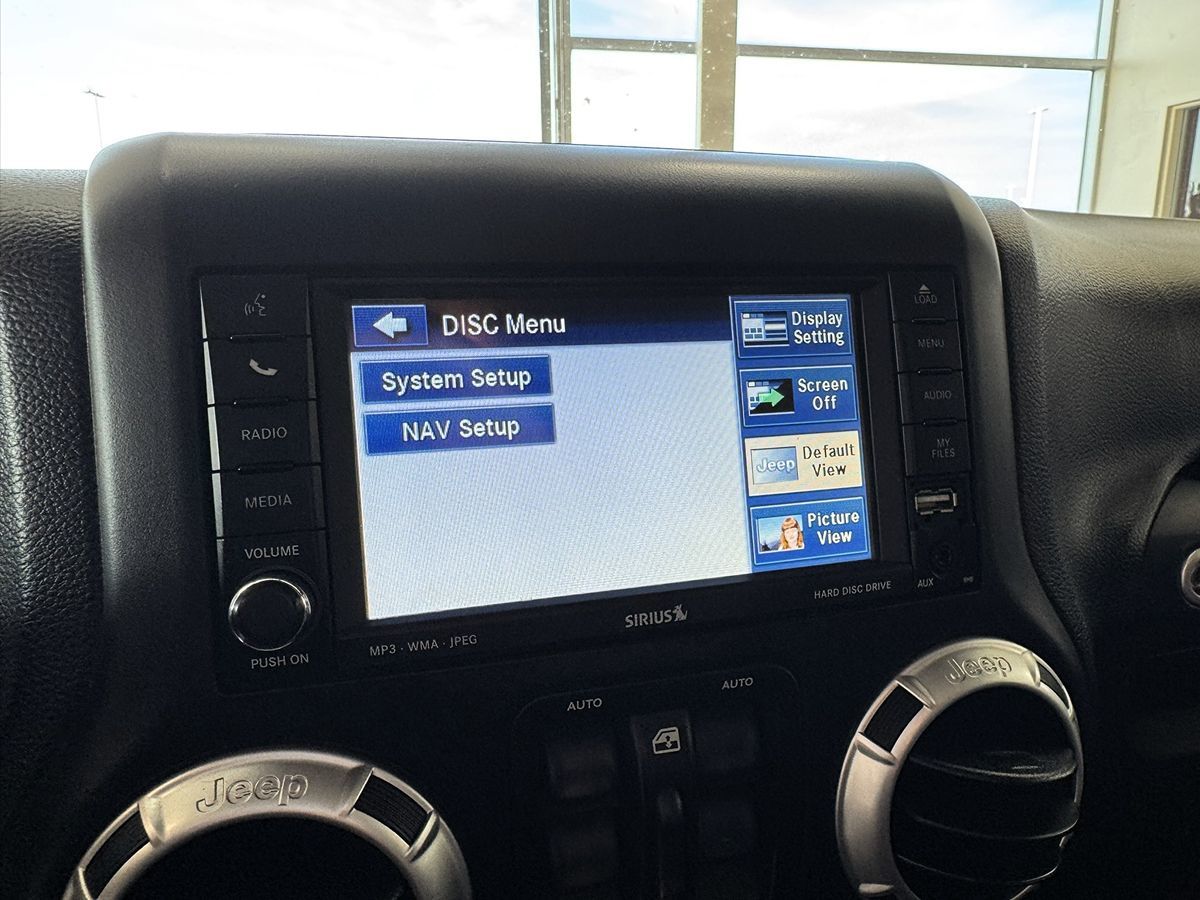 RADIO
MEDIA
VOLUME
PUSH ON
DISC Menu
System Setup
NAV Setup
Display
Setting
Screen
Off
Jeep
Default
View
Picture
View
LOAD
MENU
AUDIO
MY
FILES
AUX
MP3 · WMA · JPEG
SIRIUS
HARD DISC DRIVE
AUTO
AUTO
Jeep
Jeep